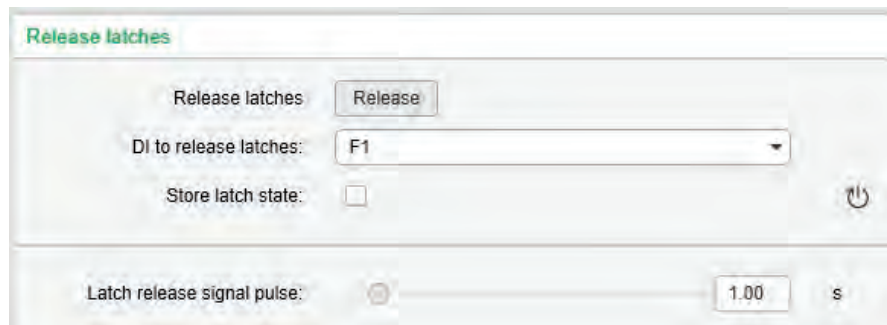 Release latches
Release latches Release
DI to release latches: F1
Store latch state:
Latch release signal pulse: 1.00 s